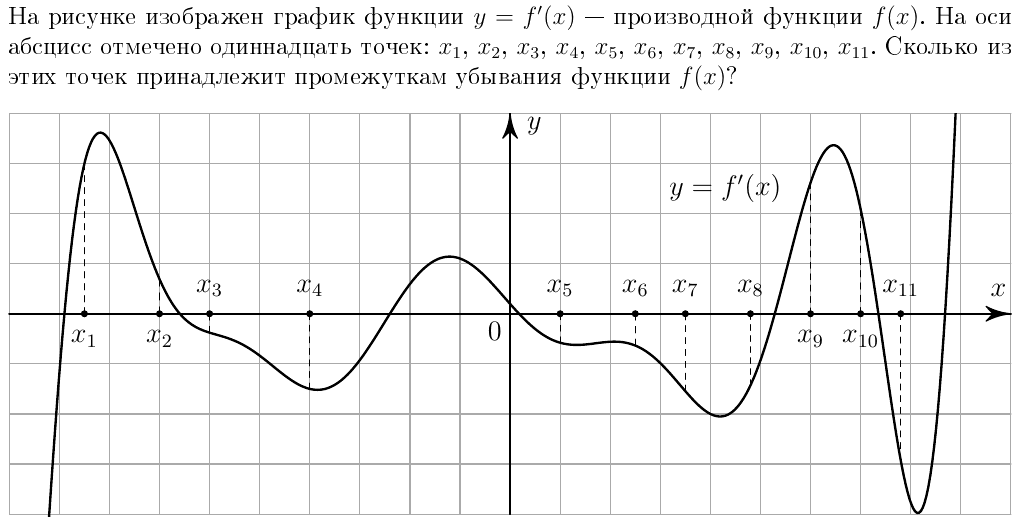 На рисунке изображен график функции y = f′(x) — производной функции f(x). На оси
абсцисс отмечено одиннадцать точек: x₁, x₂, x₃, x₄, x₅, x₆, x₇, x₈, x₉, x₁₀, x₁₁. Сколько из
этих точек принадлежит промежуткам убывания функции f(x)?
y
y = f′(x)
x₃ x₄ x₅ x₆ x₇ x₈ x₁₁ x
x₁ x₂ 0 x₉ x₁₀